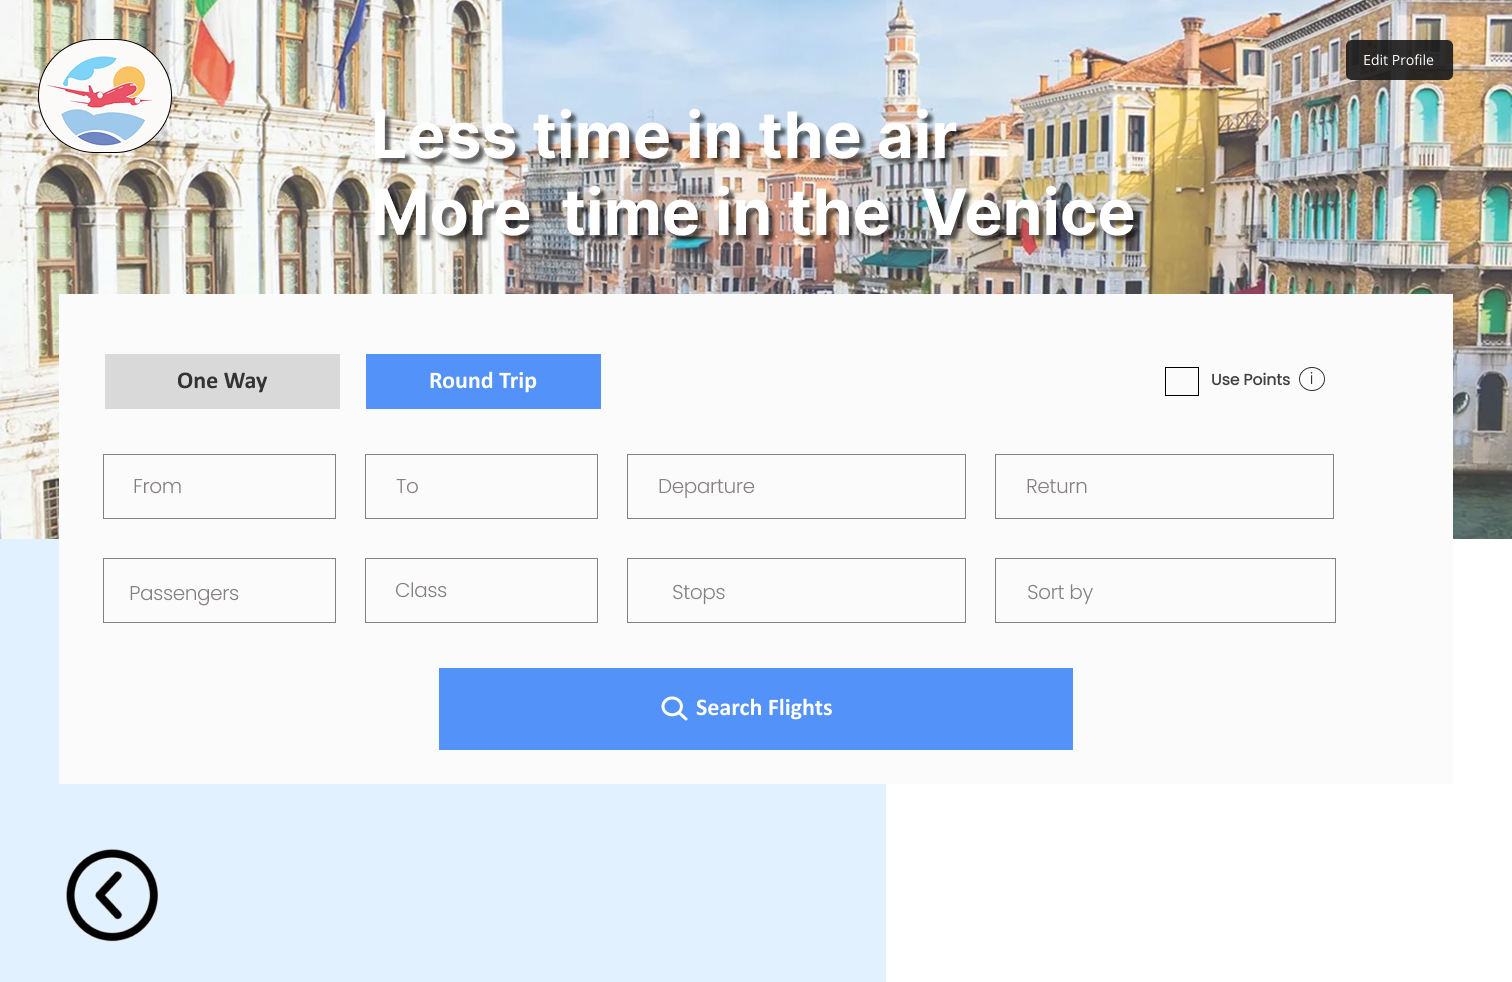 Edit Profile
Less time in the air
More time in the Venice
One Way
Round Trip
Use Points
i
From
To
Departure
Return
Passengers
Class
Stops
Sort by
Search Flights